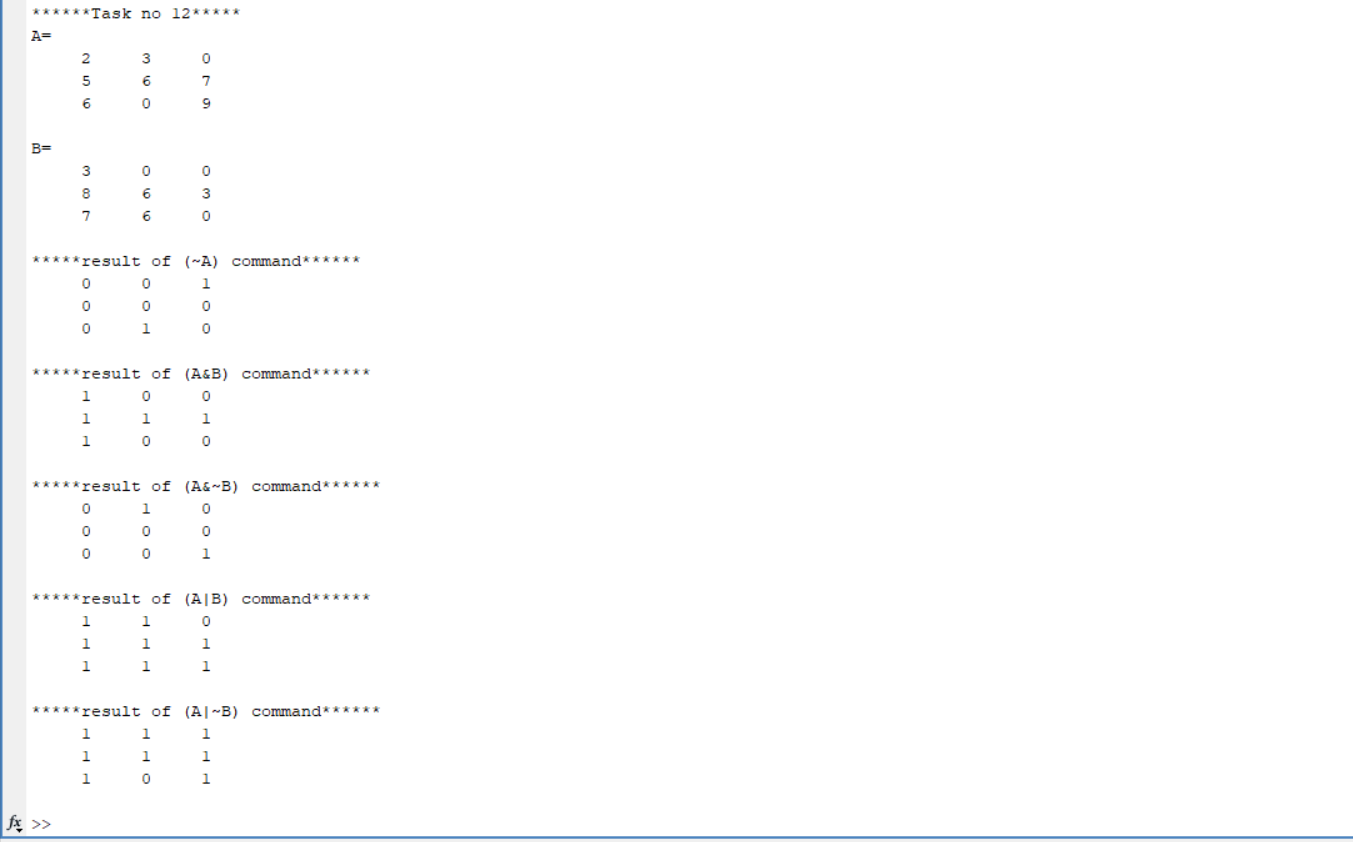 ******Task no 12*****
A=
2 3 0
5 6 7
6 0 9
B=
3 0 0
8 6 3
7 6 0
*****result of (~A) command******
0 0 1
0 0 0
0 1 0
*****result of (A&B) command******
1 0 0
1 1 1
1 0 0
*****result of (A&~B) command******
0 1 0
0 0 0
0 0 1
*****result of (A|B) command******
1 1 0
1 1 1
1 1 1
*****result of (A|~B) command******
1 1 1
1 1 1
1 0 1
fx >>